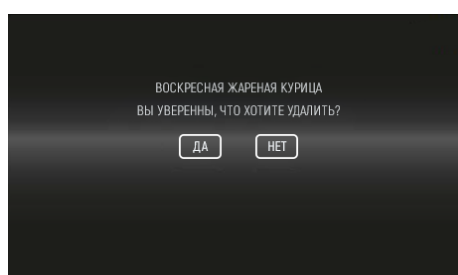 ВОСКРЕСНАЯ ЖАРЕНАЯ КУРИЦА
ВЫ УВЕРЕННЫ, ЧТО ХОТИТЕ УДАЛИТЬ?
ДА НЕТ